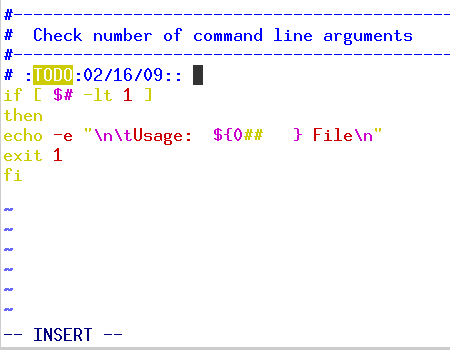 #-----------------------------------------------
#  Check number of command line arguments
#-----------------------------------------------
# :TODO:02/16/09::
if [ $# -lt 1 ]
then
echo -e "\n\tUsage:  ${0##   } File\n"
exit 1
fi
~
~
~
~
~
~
-- INSERT --